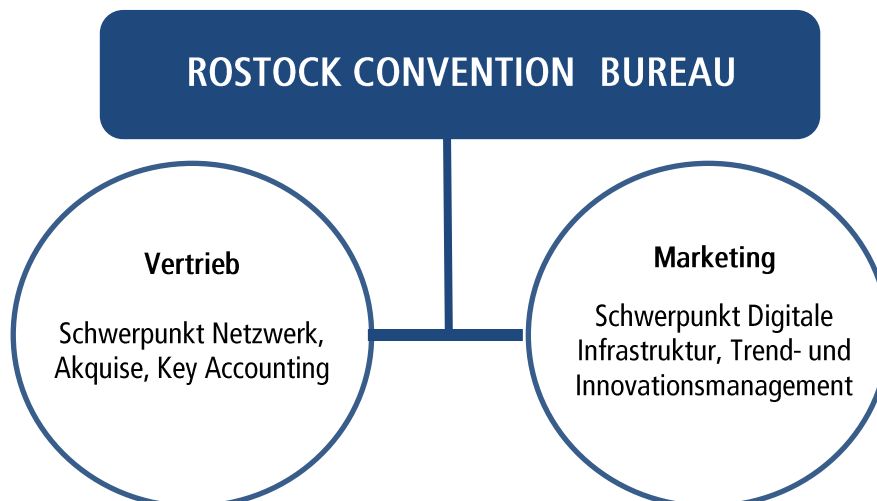 ROSTOCK CONVENTION BUREAU
Vertrieb
Schwerpunkt Netzwerk,
Akquise, Key Accounting
Marketing
Schwerpunkt Digitale
Infrastruktur, Trend- und
Innovationsmanagement